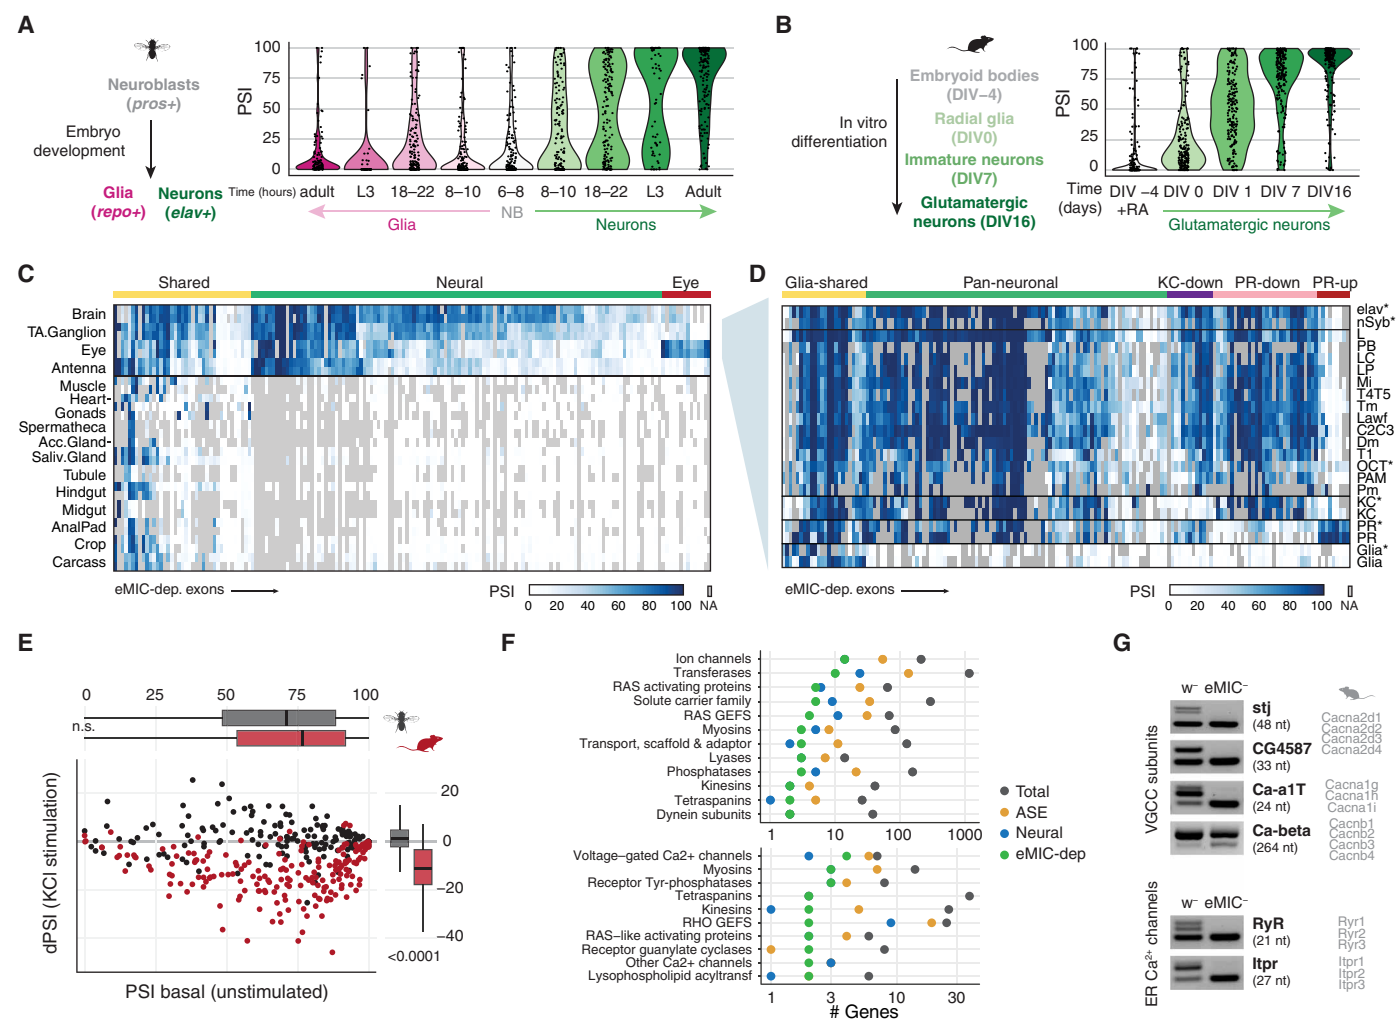 A
Neuroblasts
(pros+)
Embryo
development
Glia
(repo+)
Neurons
(elav+)
PSI
100
75
50
25
0
Time (hours)
adult
L3
18–22
8–10
6–8
8–10
18–22
L3
Adult
Glia
NB
Neurons
B
Embryoid bodies
(DIV−4)
Radial glia
(DIV0)
In vitro
differentiation
Immature neurons
(DIV7)
Glutamatergic
neurons (DIV16)
PSI
100
75
50
25
0
Time
(days)
DIV −4
+RA
DIV 0
DIV 1
DIV 7
DIV16
Glutamatergic neurons
C
Shared
Neural
Eye
Brain
TA.Ganglion
Eye
Antenna
Muscle
Heart-
Gonads
Spermatheca
Acc.Gland-
Saliv.Gland
Tubule
Hindgut
Midgut
AnalPad
Crop
Carcass
eMIC-dep. exons
PSI
0 20 40 60 80 100
NA
D
Glia-shared
Pan-neuronal
KC-down
PR-down
PR-up
elav*
nSyb*
L
PB
LC
LP
Mi
T4T5
Tm
Lawf
C2C3
Dm
T1
OCT*
PAM
Pm
KC*
KC
PR*
PR
Glia*
Glia
eMIC-dep. exons
PSI
0 20 40 60 80 100
NA
E
0 25 50 75 100
n.s.
dPSI (KCl stimulation)
20
0
−20
−40
<0.0001
PSI basal (unstimulated)
F
Ion channels
Transferases
RAS activating proteins
Solute carrier family
RAS GEFS
Myosins
Transport, scaffold & adaptor
Lyases
Phosphatases
Kinesins
Tetraspanins
Dynein subunits
1 10 100 1000
Voltage–gated Ca2+ channels
Myosins
Receptor Tyr-phosphatases
Tetraspanins
Kinesins
RHO GEFS
RAS–like activating proteins
Receptor guanylate cyclases
Other Ca2+ channels
Lysophospholipid acyltransf
1 3 10 30
# Genes
Total
ASE
Neural
eMIC-dep
G
w⁻ eMIC⁻
VGCC subunits
stj
(48 nt)
Cacna2d1
Cacna2d2
Cacna2d3
Cacna2d4
CG4587
(33 nt)
Ca-a1T
(24 nt)
Cacna1g
Cacna1h
Cacna1i
Ca-beta
(264 nt)
Cacnb1
Cacnb2
Cacnb3
Cacnb4
w⁻ eMIC⁻
ER Ca²⁺ channels
RyR
(21 nt)
Ryr1
Ryr2
Ryr3
Itpr
(27 nt)
Itpr1
Itpr2
Itpr3